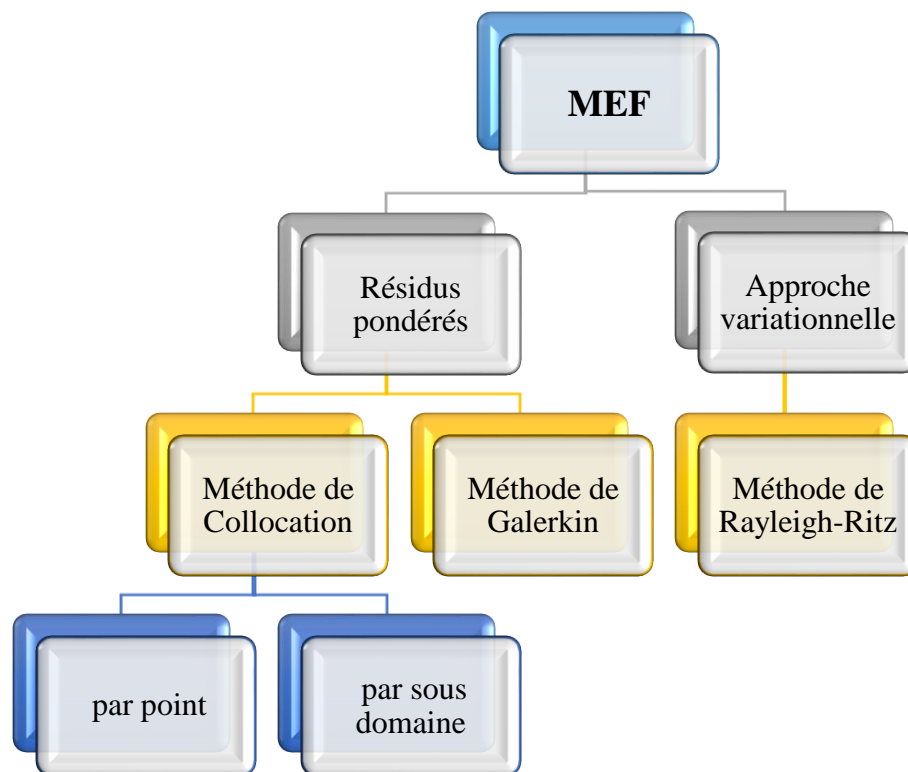 MEF
Résidus
pondérés
Approche
variationnelle
Méthode de
Collocation
Méthode de
Galerkin
Méthode de
Rayleigh-Ritz
par point
par sous
domaine